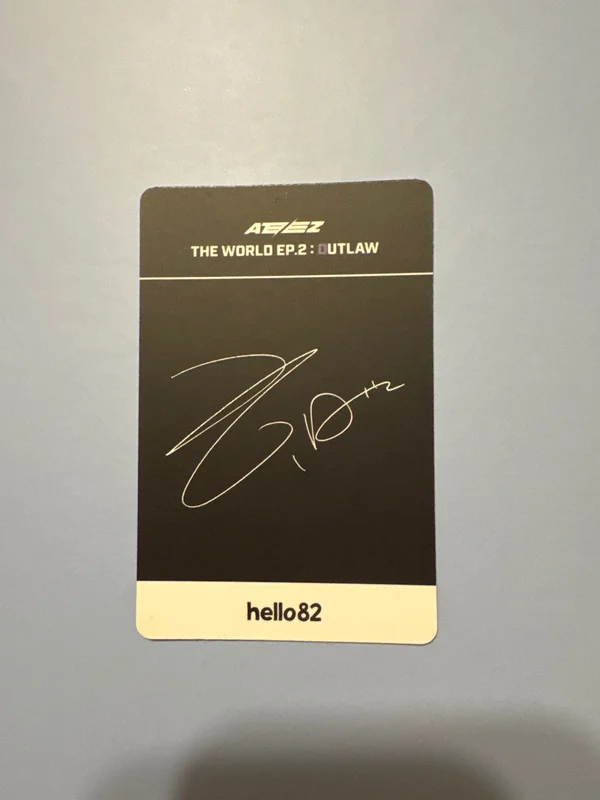 ATEEZ
THE WORLD EP.2 : OUTLAW
hello82